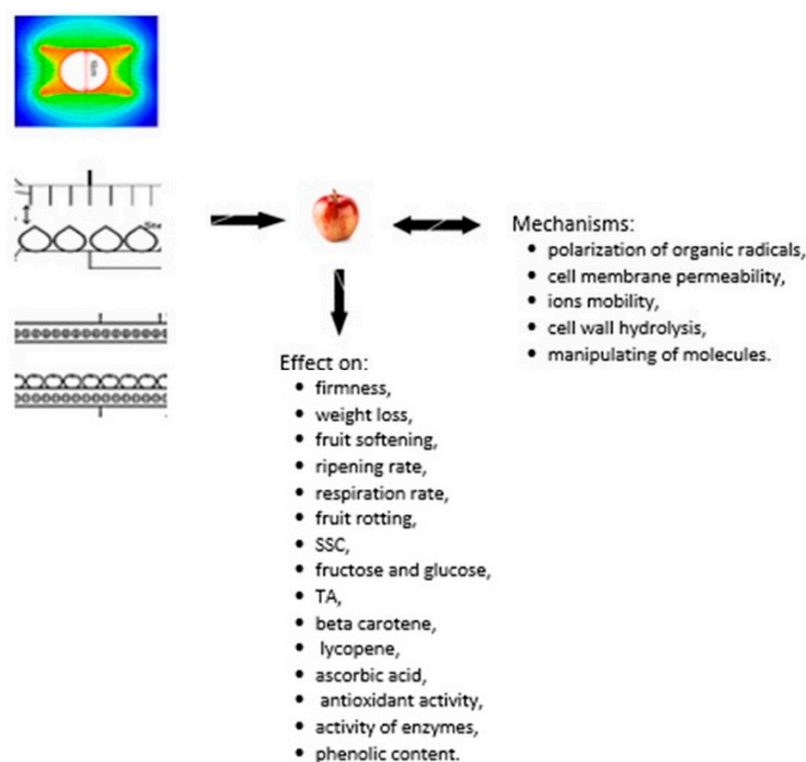 Mechanisms:
• polarization of organic radicals,
• cell membrane permeability,
• ions mobility,
• cell wall hydrolysis,
• manipulating of molecules.
Effect on:
• firmness,
• weight loss,
• fruit softening,
• ripening rate,
• respiration rate,
• fruit rotting,
• SSC,
• fructose and glucose,
• TA,
• beta carotene,
• lycopene,
• ascorbic acid,
• antioxidant activity,
• activity of enzymes,
• phenolic content.